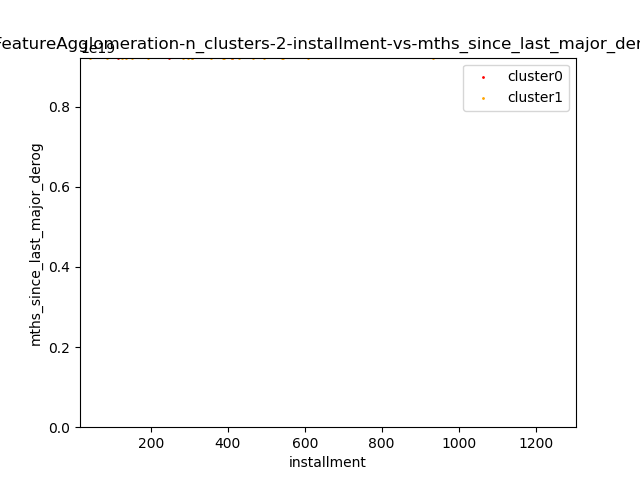 FeatureAgglomeration-n_clusters-2-installment-vs-mths_since_last_major_der
1e19
cluster0
cluster1
0.8
0.6
0.4
0.2
0.0
mths_since_last_major_derog
200 400 600 800 1000 1200
installment